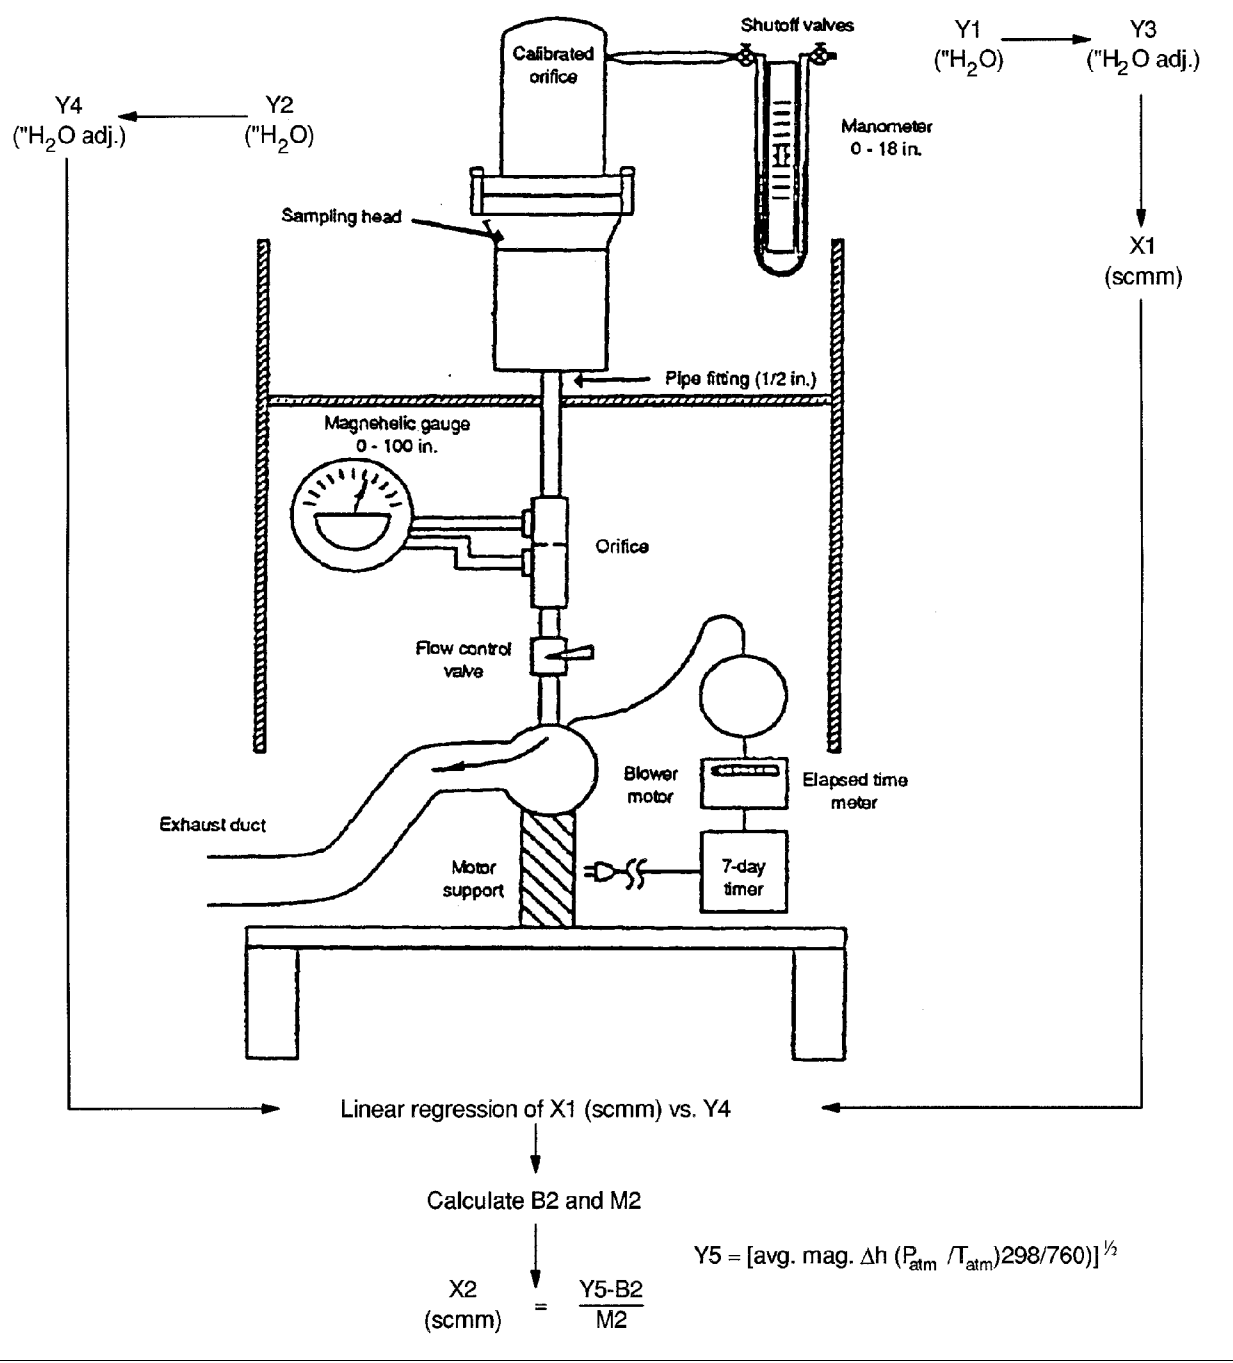 Shutoff valves
Y1
("H2O)
Y3
("H2O adj.)
Calibrated
orifice
Y4
("H2O adj.)
Y2
("H2O)
Manometer
0 - 18 in.
Sampling head
X1
(scmm)
Pipe fitting (1/2 in.)
Magnehelic gauge
0 - 100 in.
Orifice
Flow control
valve
Blower
motor
Elapsed time
meter
Exhaust duct
Motor
support
7-day
timer
Linear regression of X1 (scmm) vs. Y4
Calculate B2 and M2
Y5 = [avg. mag. Δh (Patm /Tatm)298/760)]½
X2
(scmm)
=
Y5-B2
M2